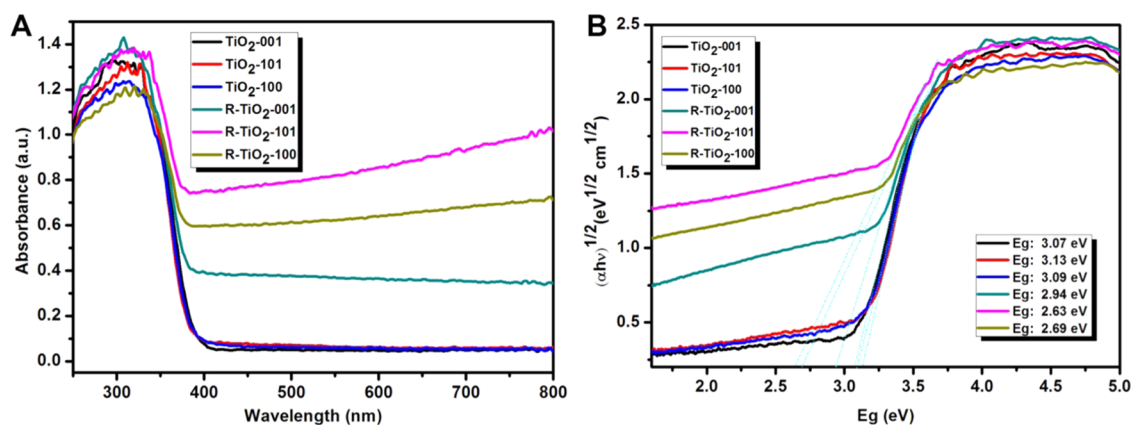 A
Absorbance (a.u.)
1.4
1.2
1.0
0.8
0.6
0.4
0.2
0.0
TiO2-001
TiO2-101
TiO2-100
R-TiO2-001
R-TiO2-101
R-TiO2-100
300 400 500 600 700 800
Wavelength (nm)
B
(αhν)^1/2(eV^1/2 cm^1/2)
2.5
2.0
1.5
1.0
0.5
TiO2-001
TiO2-101
TiO2-100
R-TiO2-001
R-TiO2-101
R-TiO2-100
Eg: 3.07 eV
Eg: 3.13 eV
Eg: 3.09 eV
Eg: 2.94 eV
Eg: 2.63 eV
Eg: 2.69 eV
2.0 2.5 3.0 3.5 4.0 4.5 5.0
Eg (eV)